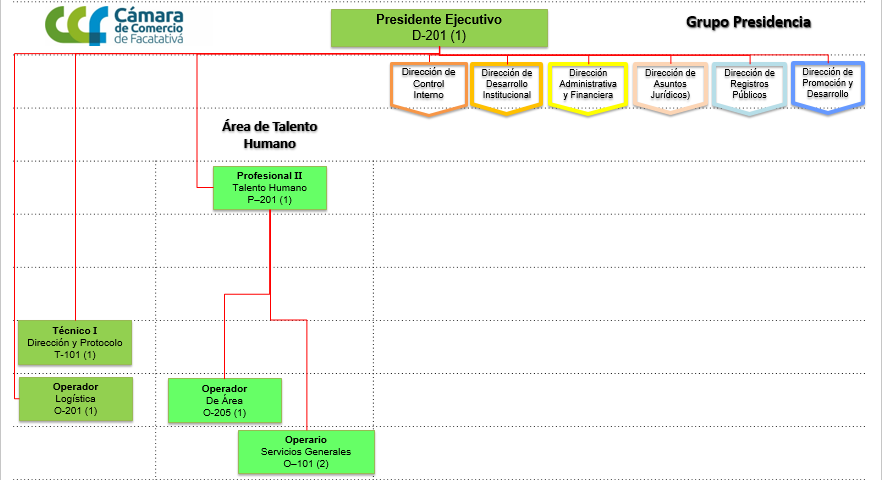 Cámara
de Comercio
de Facatativá
Presidente Ejecutivo
D-201 (1)
Grupo Presidencia
Dirección de
Control
Interno
Dirección de
Desarrollo
Institucional
Dirección
Administrativa
y Financiera
Dirección de
Asuntos
Jurídicos)
Dirección de
Registros
Públicos
Dirección de
Promoción y
Desarrollo
Área de Talento
Humano
Profesional II
Talento Humano
P–201 (1)
Técnico I
Dirección y Protocolo
T-101 (1)
Operador
Logística
O-201 (1)
Operador
De Área
O-205 (1)
Operario
Servicios Generales
O–101 (2)